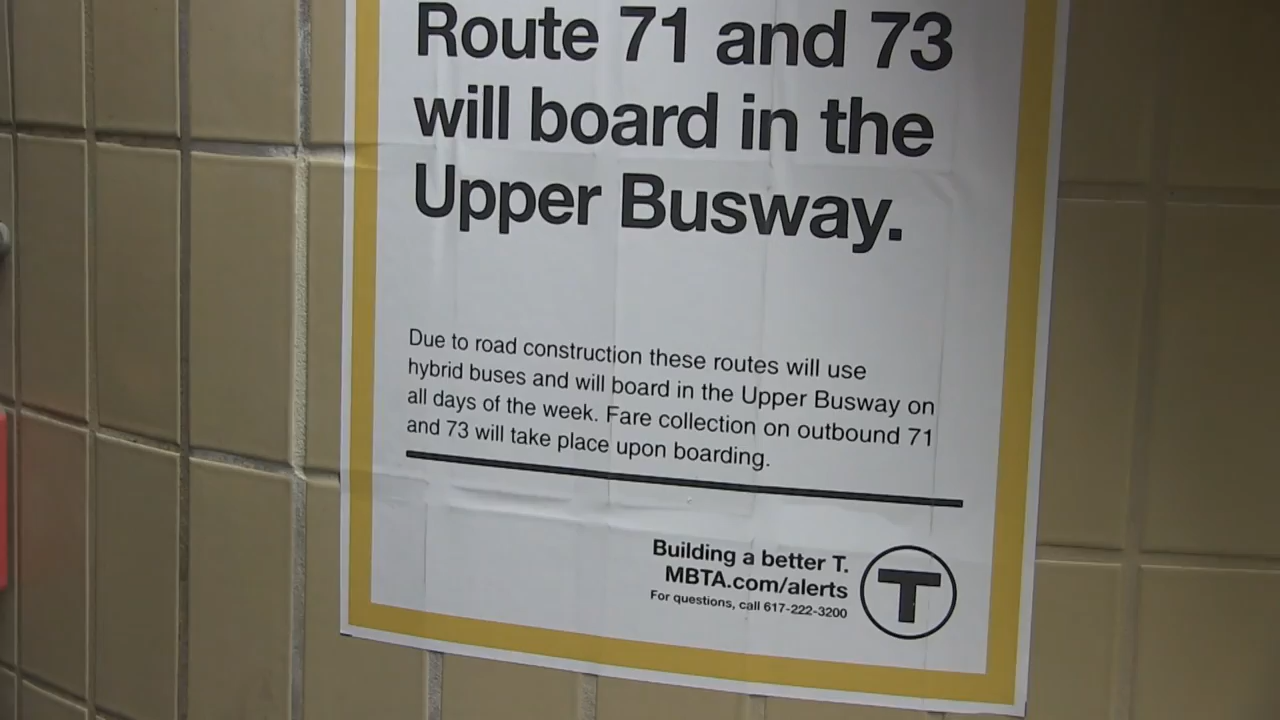 Route 71 and 73
will board in the
Upper Busway.
Due to road construction these routes will use
hybrid buses and will board in the Upper Busway on
all days of the week. Fare collection on outbound 71
and 73 will take place upon boarding.
Building a better T.
MBTA.com/alerts
For questions, call 617-222-3200
T